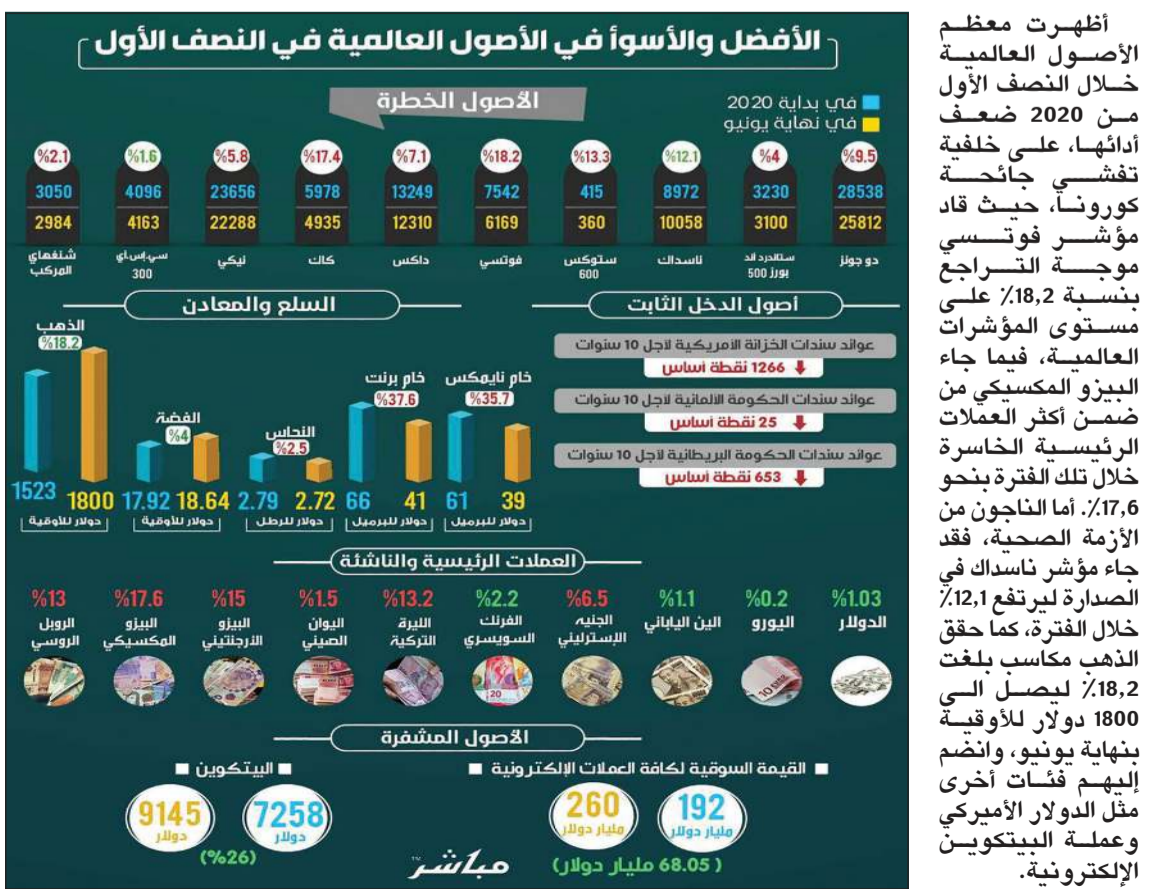 أظهرت معظم
الأصول العالمية
خلال النصف الأول
من 2020 ضعف
أدائها، على خلفية
تفشي جائحة
كورونا، حيث قاد
مؤشر فوتسي
موجة التراجع
بنسبة 18,2٪ على
مستوى المؤشرات
العالمية، فيما جاء
البيزو المكسيكي من
ضمن أكثر العملات
الرئيسية الخاسرة
خلال تلك الفترة بنحو
17,6٪. أما الناجون من
الأزمة الصحية، فقد
جاء مؤشر ناسداك في
الصدارة ليرتفع 12,1٪
خلال الفترة، كما حقق
الذهب مكاسب بلغت
18,2٪ ليصل الى
1800 دولار للأوقية
بنهاية يونيو، وانضم
إليهم فئات أخرى
مثل الدولار الأميركي
وعملة البيتكوين
الإلكترونية.
الأفضل والأسوأ في الأصول العالمية في النصف الأول
الأصول الخطرة
في بداية 2020
في نهاية يونيو
%9.5 %4 %12.1 %13.3 %18.2 %7.1 %17.4 %5.8 %1.6 %2.1
28538 3230 8972 415 7542 13249 5978 23656 4096 3050
25812 3100 10058 360 6169 12310 4935 22288 4163 2984
دو جونز ستاندرد اند بورز 500 ناسداك ستوكس 600 فوتسي داكس كاك نيكي سي.إس.اي 300 شنغهاي المركب
أصول الدخل الثابت
عوائد سندات الخزانة الأمريكية لأجل 10 سنوات
1266 نقطة أساس
عوائد سندات الحكومة الألمانية لأجل 10 سنوات
25 نقطة أساس
عوائد سندات الحكومة البريطانية لأجل 10 سنوات
653 نقطة أساس
السلع والمعادن
خام نايمكس خام برنت النحاس الفضة الذهب
%35.7 %37.6 %2.5 %4 %18.2
39 61 41 66 2.72 2.79 18.64 17.92 1800 1523
دولار للبرميل دولار للبرميل دولار للرطل دولار للأوقية دولار للأوقية
العملات الرئيسية والناشئة
%1.03 %0.2 %1.1 %6.5 %2.2 %13.2 %1.5 %15 %17.6 %13
الدولار اليورو الين الياباني الجنيه الإسترليني الفرنك السويسري الليرة التركية اليوان الصيني البيزو الأرجنتيني البيزو المكسيكي الروبل الروسي
الأصول المشفرة
القيمة السوقية لكافة العملات الإلكترونية
192 مليار دولار
260 مليار دولار
(68.05 مليار دولار)
البيتكوين
7258 دولار
9145 دولار
(%26)
مباشر